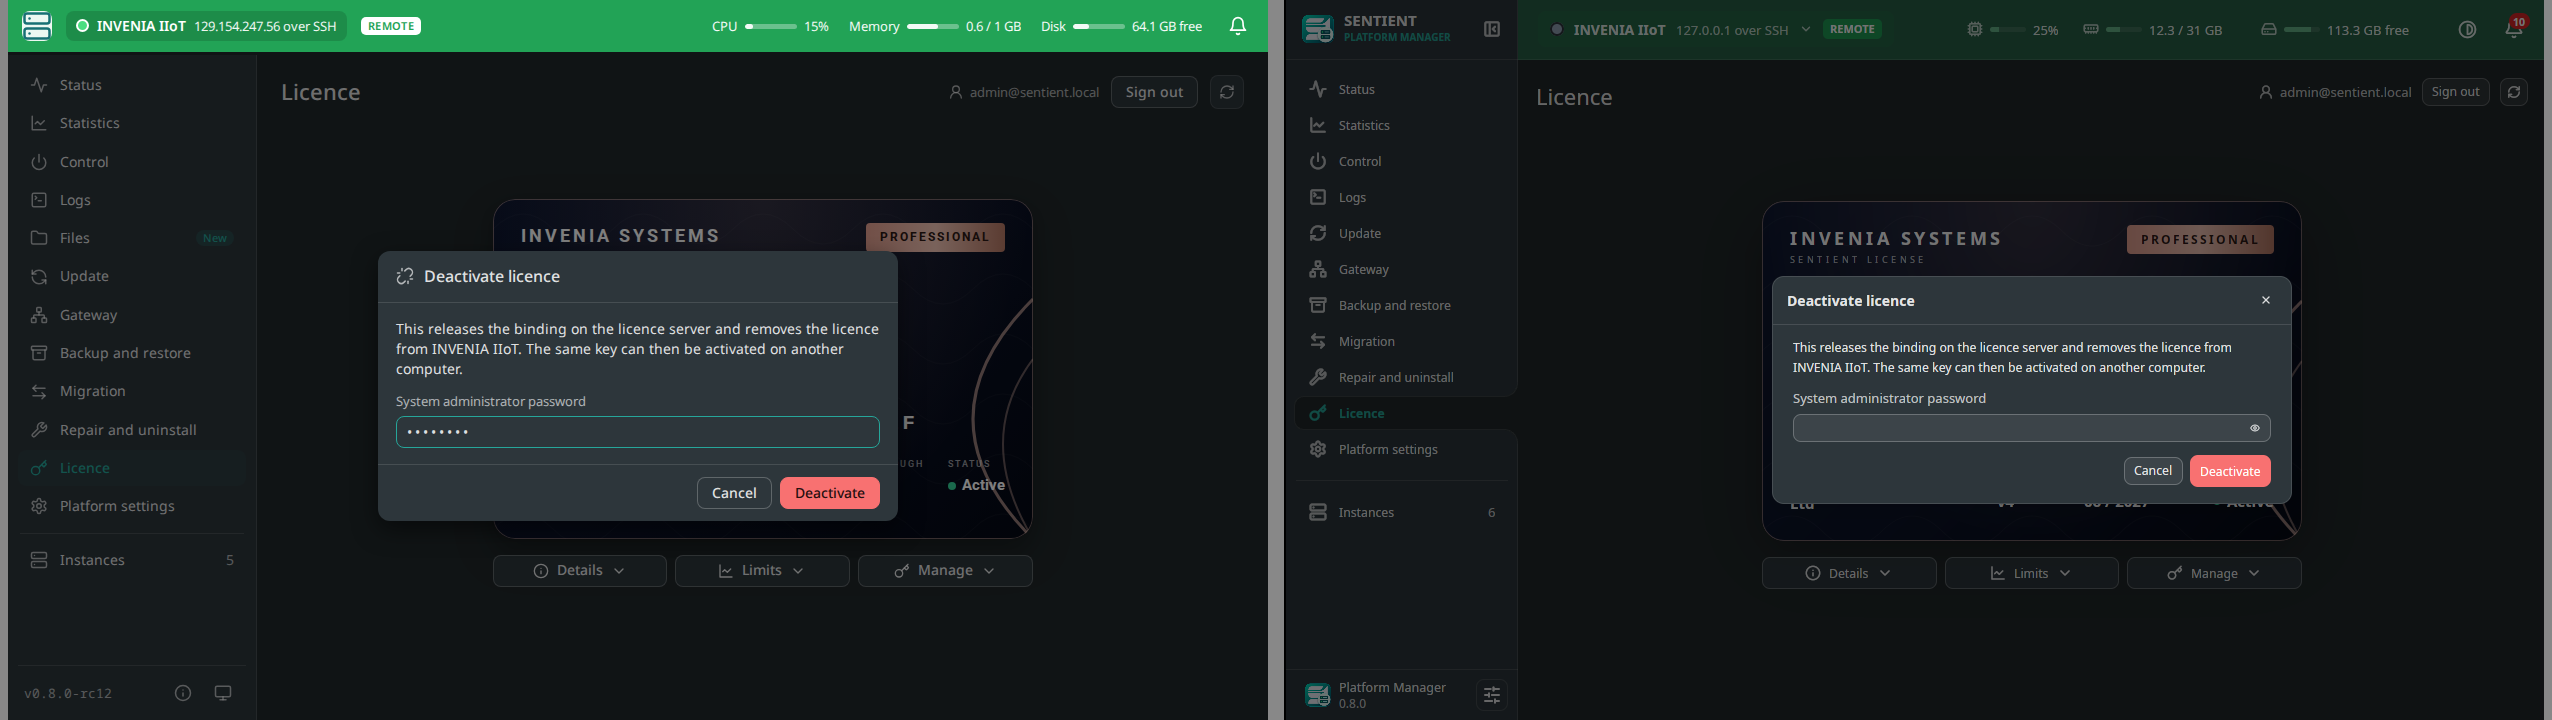 INVENIA IIoT 129.154.247.56 over SSH REMOTE CPU 15% Memory 0.6 / 1 GB Disk 64.1 GB free
Status
Statistics
Control
Logs
Files New
Update
Gateway
Backup and restore
Migration
Repair and uninstall
Licence
Platform settings
Instances 5
v0.8.0-rc12
Licence admin@sentient.local Sign out
INVENIA SYSTEMS PROFESSIONAL
Deactivate licence
This releases the binding on the licence server and removes the licence
from INVENIA IIoT. The same key can then be activated on another
computer.
System administrator password
••••••••
Cancel Deactivate
F
UGH STATUS
Active
Details Limits Manage
SENTIENT
PLATFORM MANAGER
INVENIA IIoT 127.0.0.1 over SSH REMOTE 25% 12.3 / 31 GB 113.3 GB free 10
Status
Statistics
Control
Logs
Update
Gateway
Backup and restore
Migration
Repair and uninstall
Licence
Platform settings
Instances 6
Platform Manager
0.8.0
Licence admin@sentient.local Sign out
INVENIA SYSTEMS PROFESSIONAL
SENTIENT LICENSE
Deactivate licence
This releases the binding on the licence server and removes the licence from
INVENIA IIoT. The same key can then be activated on another computer.
System administrator password
Cancel Deactivate
Details Limits Manage